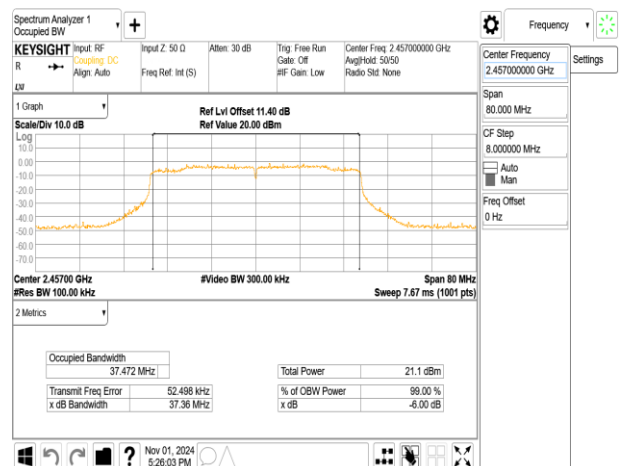 Spectrum Analyzer 1
Occupied BW
Frequency
KEYSIGHT
R
Input: RF
Coupling: DC
Align: Auto
Input Z: 50 Ω
Freq Ref: Int (S)
Atten: 30 dB
Trig: Free Run
Gate: Off
#IF Gain: Low
Center Freq: 2.457000000 GHz
Avg|Hold: 50/50
Radio Std: None
Center Frequency
2.457000000 GHz
Settings
Span
80.000 MHz
CF Step
8.000000 MHz
Auto
Man
Freq Offset
0 Hz
1 Graph
Scale/Div 10.0 dB
Ref Lvl Offset 11.40 dB
Ref Value 20.00 dBm
Log
10.0
0.00
-10.0
-20.0
-30.0
-40.0
-50.0
-60.0
-70.0
Center 2.45700 GHz
#Res BW 100.00 kHz
#Video BW 300.00 kHz
Span 80 MHz
Sweep 7.67 ms (1001 pts)
2 Metrics
Occupied Bandwidth
37.472 MHz
Total Power 21.1 dBm
Transmit Freq Error 52.498 kHz
% of OBW Power 99.00 %
x dB Bandwidth 37.36 MHz
x dB -6.00 dB
?
Nov 01, 2024
5:26:03 PM